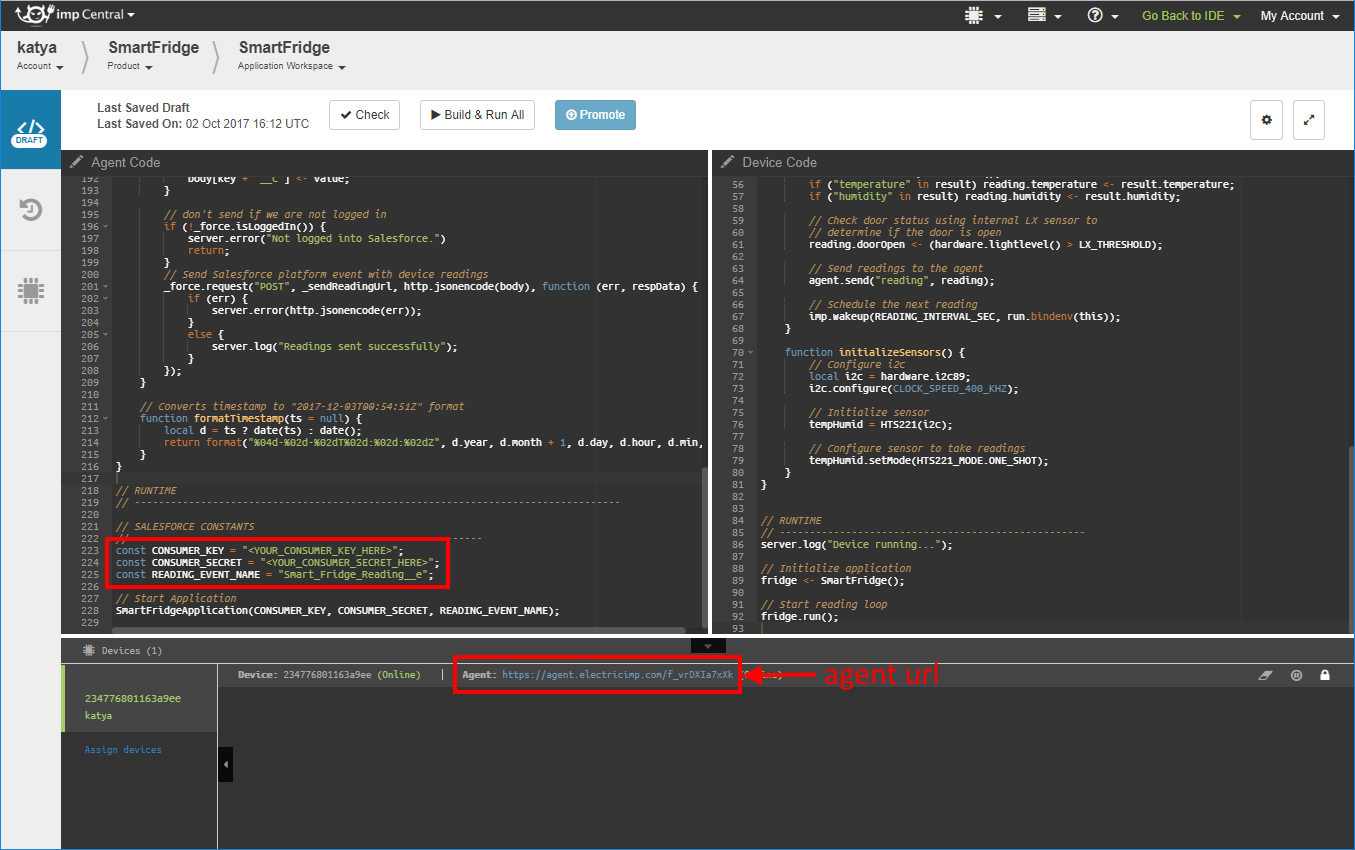 imp Central
Go Back to IDE
My Account
katya
Account
SmartFridge
Product
SmartFridge
Application Workspace
DRAFT
Last Saved Draft
Last Saved On: 02 Oct 2017 16:12 UTC
Check
Build & Run All
Promote
Agent Code
192 body[key + "__c"] <- value;
193 }
194
195 // don't send if we are not logged in
196 if (!_force.isLoggedIn()) {
197 server.error("Not logged into Salesforce.")
198 return;
199 }
200 // Send Salesforce platform event with device readings
201 _force.request("POST", _sendReadingUrl, http.jsonencode(body), function (err, respData) {
202 if (err) {
203 server.error(http.jsonencode(err));
204 }
205 else {
206 server.log("Readings sent successfully");
207 }
208 });
209 }
210
211 // Converts timestamp to "2017-12-03T00:54:51Z" format
212 function formatTimestamp(ts = null) {
213 local d = ts ? date(ts) : date();
214 return format("%04d-%02d-%02dT%02d:%02d:%02dZ", d.year, d.month + 1, d.day, d.hour, d.min,
215 }
216 }
217
218 // RUNTIME
219 // ---------------------------------------------------------------------------------
220
221 // SALESFORCE CONSTANTS
222 // ----------------------------------------------------------
223 const CONSUMER_KEY = "<YOUR_CONSUMER_KEY_HERE>";
224 const CONSUMER_SECRET = "<YOUR_CONSUMER_SECRET_HERE>";
225 const READING_EVENT_NAME = "Smart_Fridge_Reading__e";
226
227 // Start Application
228 SmartFridgeApplication(CONSUMER_KEY, CONSUMER_SECRET, READING_EVENT_NAME);
229
Device Code
56 if ("temperature" in result) reading.temperature <- result.temperature;
57 if ("humidity" in result) reading.humidity <- result.humidity;
58
59 // Check door status using internal LX sensor to
60 // determine if the door is open
61 reading.doorOpen <- (hardware.lightlevel() > LX_THRESHOLD);
62
63 // Send readings to the agent
64 agent.send("reading", reading);
65
66 // Schedule the next reading
67 imp.wakeup(READING_INTERVAL_SEC, run.bindenv(this));
68 }
69
70 function initializeSensors() {
71 // Configure i2c
72 local i2c = hardware.i2c89;
73 i2c.configure(CLOCK_SPEED_400_KHZ);
74
75 // Initialize sensor
76 tempHumid = HTS221(i2c);
77
78 // Configure sensor to take readings
79 tempHumid.setMode(HTS221_MODE.ONE_SHOT);
80 }
81 }
82
83
84 // RUNTIME
85 // ---------------------------------------------------
86 server.log("Device running...");
87
88 // Initialize application
89 fridge <- SmartFridge();
90
91 // Start reading loop
92 fridge.run();
93
Devices (1)
234776801163a9ee
katya
Assign devices
Device: 234776801163a9ee (Online) | Agent: https://agent.electricimp.com/f_vrDXIa7xXk
agent url